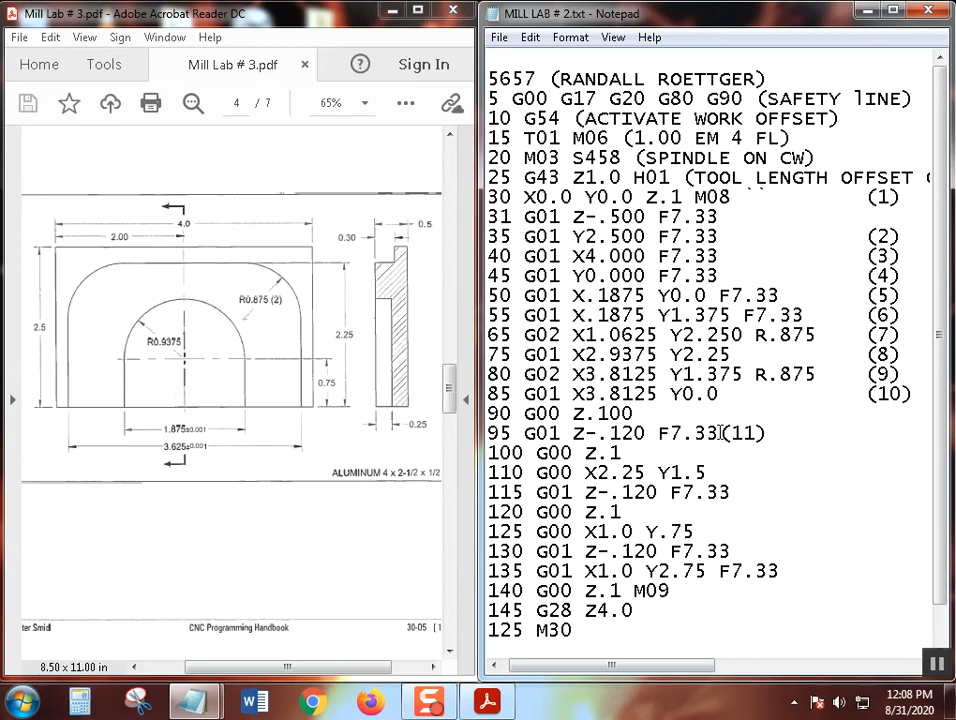 Mill Lab # 3.pdf - Adobe Acrobat Reader DC
File Edit View Sign Window Help
Home Tools Mill Lab # 3.pdf × ? Sign In
4 / 7 65%
4.0
2.00
0.5
0.30
R0.875 (2)
R0.9375
2.5
2.25
0.75
1.875±0.001
3.625±0.001
0.25
ALUMINUM 4 x 2-1/2 x 1/2
ter Smid CNC Programming Handbook 30-05 [ 1
8.50 x 11.00 in
MILL LAB # 2.txt - Notepad
File Edit Format View Help
5657 (RANDALL ROETTGER)
5 G00 G17 G20 G80 G90 (SAFETY lINE)
10 G54 (ACTIVATE WORK OFFSET)
15 T01 M06 (1.00 EM 4 FL)
20 M03 S458 (SPINDLE ON CW)
25 G43 Z1.0 H01 (TOOL LENGTH OFFSET
30 X0.0 Y0.0 Z.1 M08 `` (1)
31 G01 Z-.500 F7.33
35 G01 Y2.500 F7.33 (2)
40 G01 X4.000 F7.33 (3)
45 G01 Y0.000 F7.33 (4)
50 G01 X.1875 Y0.0 F7.33 (5)
55 G01 X.1875 Y1.375 F7.33 (6)
65 G02 X1.0625 Y2.250 R.875 (7)
75 G01 X2.9375 Y2.25 (8)
80 G02 X3.8125 Y1.375 R.875 (9)
85 G01 X3.8125 Y0.0 (10)
90 G00 Z.100
95 G01 Z-.120 F7.33 (11)
100 G00 Z.1
110 G00 X2.25 Y1.5
115 G01 Z-.120 F7.33
120 G00 Z.1
125 G00 X1.0 Y.75
130 G01 Z-.120 F7.33
135 G01 X1.0 Y2.75 F7.33
140 G00 Z.1 M09
145 G28 Z4.0
125 M30
12:08 PM
8/31/2020